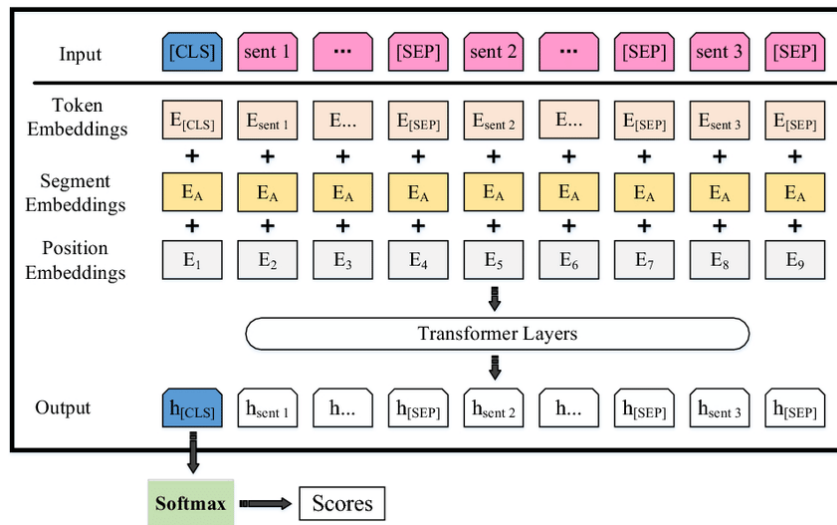 Input [CLS] sent 1 ... [SEP] sent 2 ... [SEP] sent 3 [SEP]
Token
Embeddings
E[CLS] Esent 1 E... E[SEP] Esent 2 E... E[SEP] Esent 3 E[SEP]
+ + + + + + + + +
Segment
Embeddings
EA EA EA EA EA EA EA EA EA
+ + + + + + + + +
Position
Embeddings
E1 E2 E3 E4 E5 E6 E7 E8 E9
Transformer Layers
Output h[CLS] hsent 1 h... h[SEP] hsent 2 h... h[SEP] hsent 3 h[SEP]
Softmax Scores